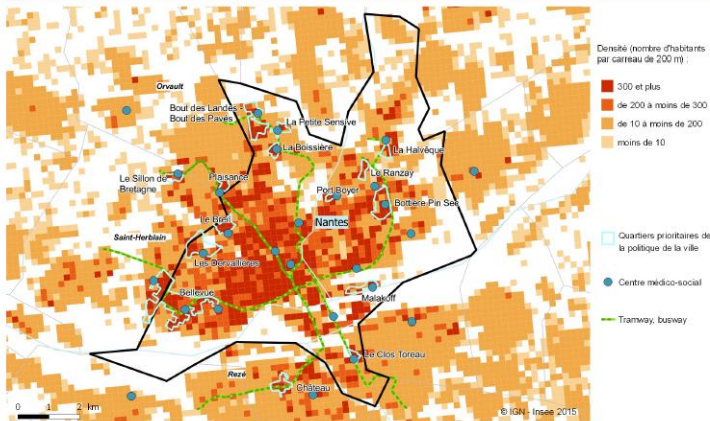 Orvault
Bout des Landes -
Bout des Pavés
La Petite Sensive
La Boissière
La Halvêque
Le Sillon de
Bretagne
Plaisance
Le Ranzay
Port Boyer
Bottière Pin Sec
Le Breil
Nantes
Saint-Herblain
Les Dervallières
Bellevue
Malakoff
Le Clos Toreau
Rezé
Château
0 1 2 km
© IGN - Insee 2015
Densité (nombre d'habitants
par carreau de 200 m) :
300 et plus
de 200 à moins de 300
de 10 à moins de 200
moins de 10
Quartiers prioritaires de
la politique de la ville
Centre médico-social
Tramway, busway